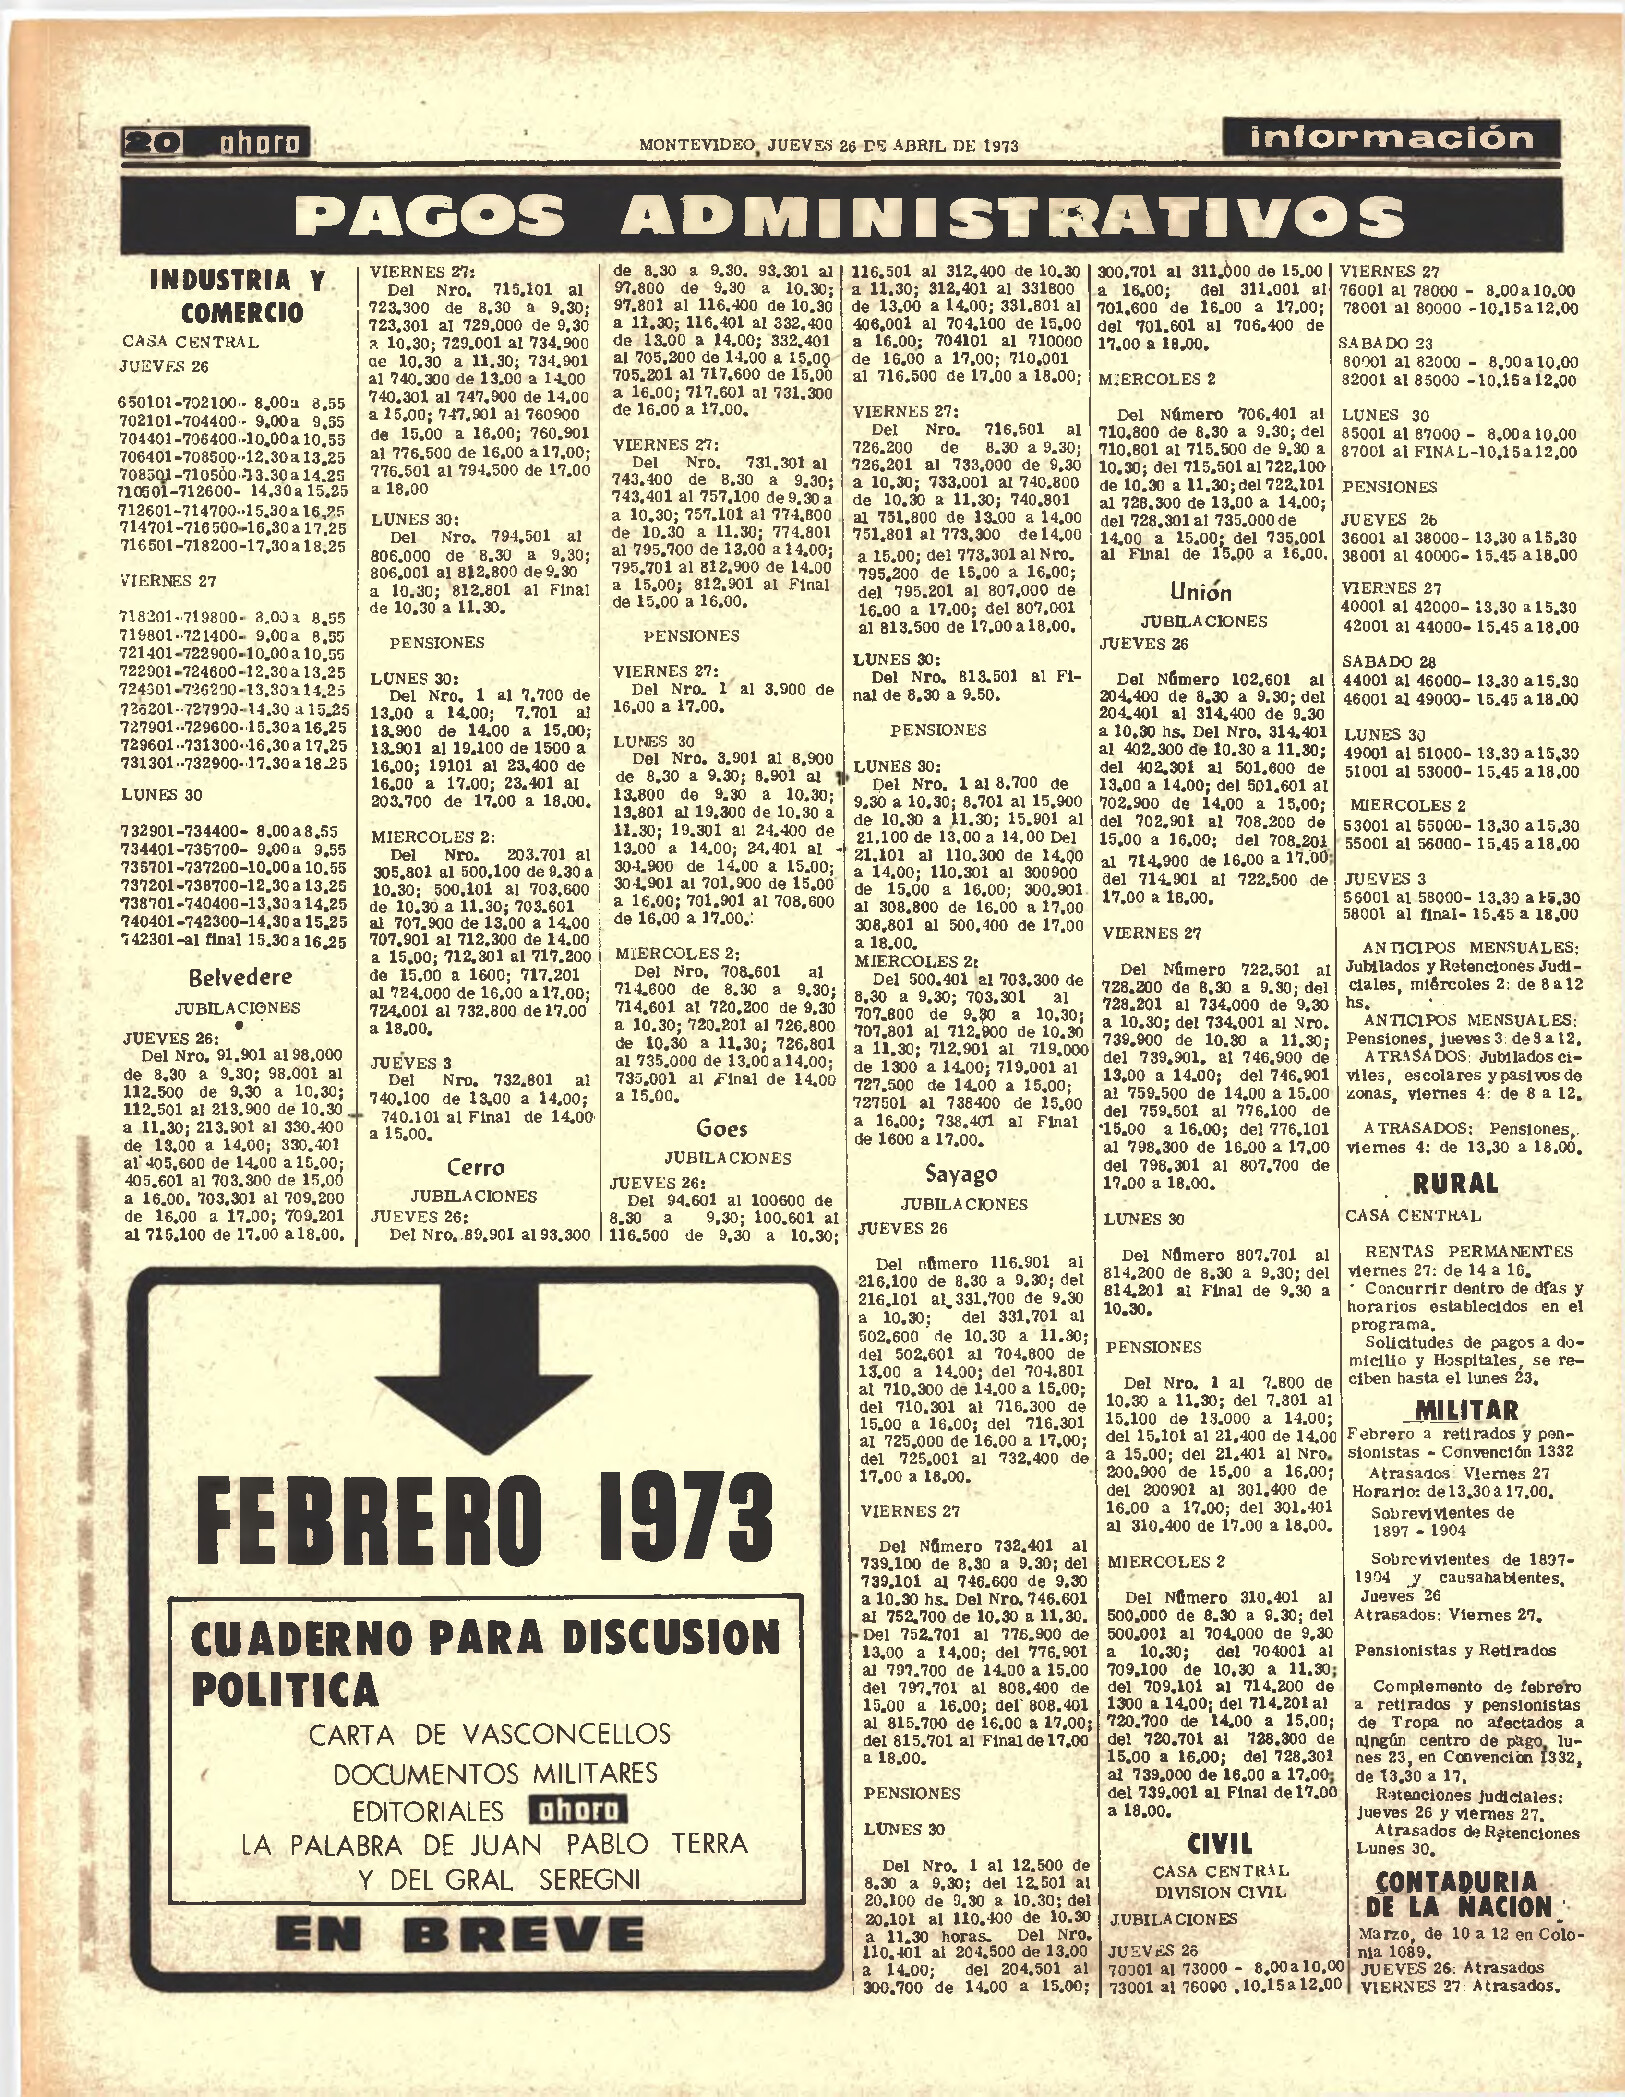 20 ahora
MONTEVIDEO, JUEVES 26 DE ABRIL DE 1973
información
PAGOS ADMINISTRATIVOS
INDUSTRIA Y
COMERCIO
CASA CENTRAL
JUEVES 26
650101-702100-- 8,00a 8,55
702101-704400-- 9,00a 9,55
704401-706400--10,00a10,55
706401-708500--12,30a13,25
708501-710500-13,30a14,25
710501-712600- 14,30a15,25
712601-714700--15,30a16,25
714701-716500-16,30a17,25
716501-718200-17,30a18,25
VIERNES 27
718201--719800- 8,00a 8,55
719801--721400- 9,00a 8,55
721401-722900-10,00a10,55
722901-724600-12,30a13,25
724301-726200-13,30a14,25
726201--727900-14,30 a15,25
727901--729600--15,30a16,25
729601--731300--16,30a17,25
731301--732900--17,30a18,25
LUNES 30
732901-734400- 8,00a8,55
734401-735700- 9,00a 9,55
735701-737200-10,00a10,55
737201-738700-12,30a13,25
738701-740400-13,30a14,25
740401-742300-14,30a15,25
742301-al final 15,30a16,25
Belvedere
JUBILACIONES
JUEVES 26:
Del Nro. 91.901 al 98.000
de 8.30 a 9.30; 98.001 al
112.500 de 9.30 a 10.30;
112.501 al 213.900 de 10.30
a 11.30; 213.901 al 330.400
de 13.00 a 14.00; 330.401
al 405.600 de 14.00 a 15.00;
405.601 al 703.300 de 15.00
a 16.00. 703.301 al 709.200
de 16.00 a 17.00; 709.201
al 715.100 de 17.00 a18.00.
VIERNES 27:
Del Nro. 715.101 al
723.300 de 8.30 a 9.30;
723.301 al 729.000 de 9.30
a 10.30; 729.001 al 734.900
de 10.30 a 11.30; 734.901
al 740.300 de 13.00 a 14.00
740.301 al 747.900 de 14.00
a 15.00; 747.901 al 760900
de 15.00 a 16.00; 760.901
al 776.500 de 16.00 a 17.00;
776.501 al 794.500 de 17.00
a 18.00
LUNES 30:
Del Nro. 794.501 al
806.000 de 8.30 a 9.30;
806.001 al 812.800 de 9.30
a 10.30; 812.801 al Final
de 10.30 a 11.30.
PENSIONES
LUNES 30:
Del Nro. 1 al 7.700 de
13.00 a 14.00; 7.701 al
13.900 de 14.00 a 15.00;
13.901 al 19.100 de 1500 a
16.00; 19101 al 23.400 de
16.00 a 17.00; 23.401 al
203.700 de 17.00 a 18.00.
MIERCOLES 2:
Del Nro. 203.701 al
305.801 al 500.100 de 9.30 a
10.30; 500.101 al 703.600
de 10.30 a 11.30; 703.601
al 707.900 de 13.00 a 14.00
707.901 al 712.300 de 14.00
a 15.00; 712.301 al 717.200
de 15.00 a 1600; 717.201
al 724.000 de 16.00 a 17.00;
724.001 al 732.800 de 17.00
a 18.00.
JUEVES 3
Del Nro. 732.801 al
740.100 de 13.00 a 14.00;
740.101 al Final de 14.00
a 15.00.
Cerro
JUBILACIONES
JUEVES 26:
Del Nro. 89.901 al 93.300
de 8.30 a 9.30. 93.301 al
97.800 de 9.30 a 10.30;
97.801 al 116.400 de 10.30
a 11.30; 116.401 al 332.400
de 13.00 a 14.00; 332.401
al 705.200 de 14.00 a 15.00
705.201 al 717.600 de 15.00
a 16.00; 717.601 al 731.300
de 16.00 a 17.00.
VIERNES 27:
Del Nro. 731.301 al
743.400 de 8.30 a 9.30;
743.401 al 757.100 de 9.30 a
a 10.30; 757.101 al 774.800
de 10.30 a 11.30; 774.801
al 795.700 de 13.00 a 14.00;
795.701 al 812.900 de 14.00
a 15.00; 812.901 al Final
de 15.00 a 16.00.
PENSIONES
VIERNES 27:
Del Nro. 1 al 3.900 de
16.00 a 17.00.
LUNES 30
Del Nro. 3.901 al 8.900
de 8.30 a 9.30; 8.901 al
13.800 de 9.30 a 10.30;
13.801 al 19.300 de 10.30 a
11.30; 19.301 al 24.400 de
13.00 a 14.00; 24.401 al
304.900 de 14.00 a 15.00;
304.901 al 701.900 de 15.00
a 16.00; 701.901 al 708.600
de 16.00 a 17.00.
MIERCOLES 2:
Del Nro. 708.601 al
714.600 de 8.30 a 9.30;
714.601 al 720.200 de 9.30
a 10.30; 720.201 al 726.800
de 10.30 a 11.30; 726.801
al 735.000 de 13.00 a 14.00;
735.001 al Final de 14.00
a 15.00.
Goes
JUBILACIONES
JUEVES 26:
Del 94.601 al 100600 de
8.30 a 9.30; 100.601 al
116.500 de 9.30 a 10.30;
116.501 al 312.400 de 10.30
a 11.30; 312.401 al 331800
de 13.00 a 14.00; 331.801 al
406.001 al 704.100 de 15.00
a 16.00; 704101 al 710000
de 16.00 a 17.00; 710.001
al 716.500 de 17.00 a 18.00;
VIERNES 27:
Del Nro. 716.501 al
726.200 de 8.30 a 9.30;
726.201 al 733.000 de 9.30
a 10.30; 733.001 al 740.800
de 10.30 a 11.30; 740.801
al 751.800 de 13.00 a 14.00
751.801 al 773.300 de 14.00
a 15.00; del 773.301 al Nro.
795.200 de 15.00 a 16.00;
del 795.201 al 807.000 de
16.00 a 17.00; del 807.001
al 813.500 de 17.00 a 18.00.
LUNES 30:
Del Nro. 813.501 al Fi-
nal de 8.30 a 9.50.
PENSIONES
LUNES 30:
Del Nro. 1 al 8.700 de
9.30 a 10.30; 8.701 al 15.900
de 10.30 a 11.30; 15.901 al
21.100 de 13.00 a 14.00 Del
21.101 al 110.300 de 14.00
a 14.00; 110.301 al 300900
de 15.00 a 16.00; 300.901
al 308.800 de 16.00 a 17.00
308.801 al 500.400 de 17.00
a 18.00.
MIERCOLES 2:
Del 500.401 al 703.300 de
8.30 a 9.30; 703.301 al
707.800 de 9.30 a 10.30;
707.801 al 712.900 de 10.30
a 11.30; 712.901 al 719.000
de 1300 a 14.00; 719.001 al
727.500 de 14.00 a 15.00;
727501 al 738400 de 15.00
a 16.00; 738.401 al Final
de 1600 a 17.00.
Sayago
JUBILACIONES
JUEVES 26
Del número 116.901 al
216.100 de 8.30 a 9.30; del
216.101 al 331.700 de 9.30
a 10.30; del 331.701 al
502.600 de 10.30 a 11.30;
del 502.601 al 704.800 de
13.00 a 14.00; del 704.801
al 710.300 de 14.00 a 15.00;
del 710.301 al 716.300 de
15.00 a 16.00; del 716.301
al 725.000 de 16.00 a 17.00;
del 725.001 al 732.400 de
17.00 a 18.00.
VIERNES 27
Del Número 732.401 al
739.100 de 8.30 a 9.30; del
739.101 al 746.600 de 9.30
a 10.30 hs. Del Nro. 746.601
al 752.700 de 10.30 a 11.30.
Del 752.701 al 776.900 de
13.00 a 14.00; del 776.901
al 797.700 de 14.00 a 15.00
del 797.701 al 808.400 de
15.00 a 16.00; del 808.401
al 815.700 de 16.00 a 17.00;
del 815.701 al Final de 17.00
a 18.00.
PENSIONES
LUNES 30
Del Nro. 1 al 12.500 de
8.30 a 9.30; del 12.501 al
20.100 de 9.30 a 10.30; del
20.101 al 110.400 de 10.30
a 11.30 horas. Del Nro.
110.401 al 204.500 de 13.00
a 14.00; del 204.501 al
300.700 de 14.00 a 15.00;
300.701 al 311.000 de 15.00
a 16.00; del 311.001 al
701.600 de 16.00 a 17.00;
del 701.601 al 706.400 de
17.00 a 18.00.
MIERCOLES 2
Del Número 706.401 al
710.800 de 8.30 a 9.30; del
710.801 al 715.500 de 9.30 a
10.30; del 715.501 al 722.100
de 10.30 a 11.30; del 722.101
al 728.300 de 13.00 a 14.00;
del 728.301 al 735.000 de
14.00 a 15.00; del 735.001
al Final de 15.00 a 16.00.
Unión
JUBILACIONES
JUEVES 26
Del Número 102.601 al
204.400 de 8.30 a 9.30; del
204.401 al 314.400 de 9.30
a 10.30 hs. Del Nro. 314.401
al 402.300 de 10.30 a 11.30;
del 402.301 al 501.600 de
13.00 a 14.00; del 501.601 al
702.900 de 14.00 a 15.00;
del 702.901 al 708.200 de
15.00 a 16.00; del 708.201
al 714.900 de 16.00 a 17.00;
del 714.901 al 722.500 de
17.00 a 18.00.
VIERNES 27
Del Número 722.501 al
728.200 de 8.30 a 9.30; del
728.201 al 734.000 de 9.30
a 10.30; del 734.001 al Nro.
739.900 de 10.30 a 11.30;
del 739.901. al 746.900 de
13.00 a 14.00; del 746.901
al 759.500 de 14.00 a 15.00
del 759.501 al 776.100 de
15.00 a 16.00; del 776.101
al 798.300 de 16.00 a 17.00
del 798.301 al 807.700 de
17.00 a 18.00.
LUNES 30
Del Número 807.701 al
814.200 de 8.30 a 9.30; del
814.201 al Final de 9.30 a
10.30.
PENSIONES
Del Nro. 1 al 7.800 de
10.30 a 11.30; del 7.801 al
15.100 de 13.000 a 14.00;
del 15.101 al 21.400 de 14.00
a 15.00; del 21.401 al Nro.
200.900 de 15.00 a 16.00;
del 200901 al 301.400 de
16.00 a 17.00; del 301.401
al 310.400 de 17.00 a 18.00.
MIERCOLES 2
Del Número 310.401 al
500.000 de 8.30 a 9.30; del
500.001 al 704.000 de 9.30
a 10.30; del 704001 al
709.100 de 10.30 a 11.30;
del 709.101 al 714.200 de
1300 a 14.00; del 714.201 al
720.700 de 14.00 a 15.00;
del 720.701 al 728.300 de
15.00 a 16.00; del 728.301
al 739.000 de 16.00 a 17.00;
del 739.001 al Final de 17.00
a 18.00.
CIVIL
CASA CENTRAL
DIVISION CIVIL
JUBILACIONES
JUEVES 26
70001 al 73000 - 8,00a10,00
73001 al 76000 .10,15a12,00
VIERNES 27
76001 al 78000 - 8,00a10,00
78001 al 80000 -10,15a12,00
SABADO 23
80001 al 82000 - 8,00a10,00
82001 al 85000 -10,15a12,00
LUNES 30
85001 al 87000 - 8,00a10,00
87001 al FINAL-10,15a12,00
PENSIONES
JUEVES 26
36001 al 38000- 13,30 a15,30
38001 al 40000- 15.45 a18,00
VIERNES 27
40001 al 42000- 13,30 a15,30
42001 al 44000- 15.45 a18,00
SABADO 28
44001 al 46000- 13,30 a15,30
46001 al 49000- 15.45 a18,00
LUNES 30
49001 al 51000- 13,30 a15,30
51001 al 53000- 15.45 a18,00
MIERCOLES 2
53001 al 55000- 13,30 a15,30
55001 al 56000- 15.45 a18,00
JUEVES 3
56001 al 58000- 13,30 a15,30
58001 al final- 15.45 a 18,00
ANTICIPOS MENSUALES:
Jubilados y Retenciones Judi-
ciales, miércoles 2: de 8 a 12
hs.
ANTICIPOS MENSUALES:
Pensiones, jueves 3: de 8 a 12.
ATRASADOS: Jubilados ci-
viles, escolares y pasivos de
zonas, viernes 4: de 8 a 12.
ATRASADOS: Pensiones,
viernes 4: de 13,30 a 18.00.
RURAL
CASA CENTRAL
RENTAS PERMANENTES
viernes 27: de 14 a 16.
Concurrir dentro de días y
horarios establecidos en el
programa.
Solicitudes de pagos a do-
micilio y Hospitales, se re-
ciben hasta el lunes 23.
MILITAR
Febrero a retirados y pen-
sionistas - Convención 1332
Atrasados: Viernes 27
Horario: de 13,30 a 17.00.
Sobrevivientes de
1897 - 1904
Sobrevivientes de 1897-
1904 y causahabientes,
Jueves 26
Atrasados: Viernes 27.
Pensionistas y Retirados
Complemento de febrero
a retirados y pensionistas
de Tropa no afectados a
ningún centro de pago, lu-
nes 23, en Convención 1332,
de 13,30 a 17.
Retenciones judiciales:
jueves 26 y viernes 27.
Atrasados de Retenciones
Lunes 30.
CONTADURIA
DE LA NACION
Marzo, de 10 a 12 en Colo-
nia 1089.
JUEVES 26: Atrasados
VIERNES 27: Atrasados.
FEBRERO 1973
CUADERNO PARA DISCUSION
POLITICA
CARTA DE VASCONCELLOS
DOCUMENTOS MILITARES
EDITORIALES ahora
LA PALABRA DE JUAN PABLO TERRA
Y DEL GRAL SEREGNI
EN BREVE